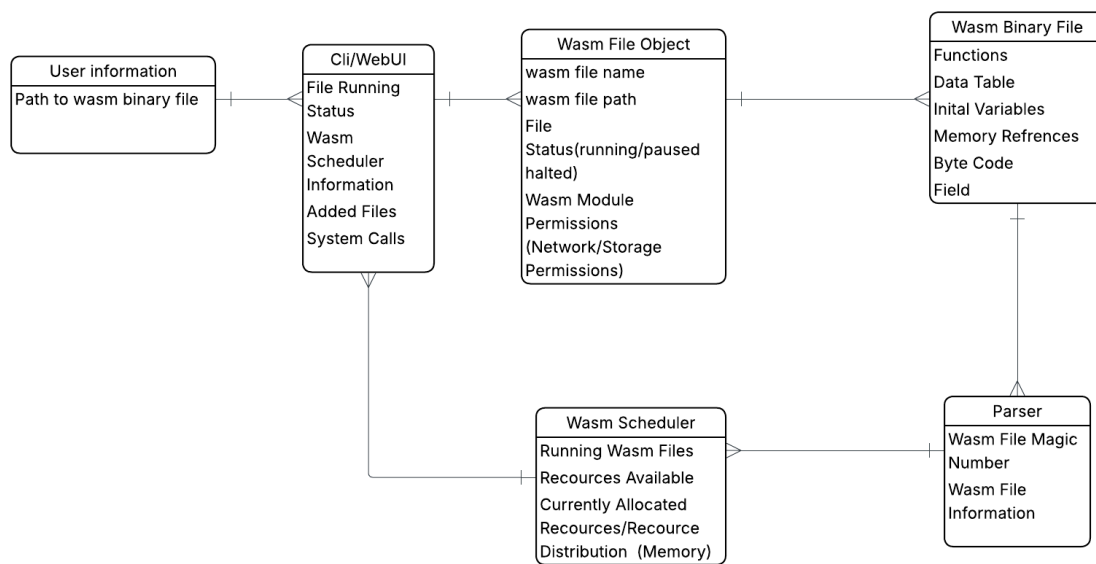 User information
Path to wasm binary file
Cli/WebUI
File Running
Status
Wasm
Scheduler
Information
Added Files
System Calls
Wasm File Object
wasm file name
wasm file path
File
Status(running/paused
halted)
Wasm Module
Permissions
(Network/Storage
Permissions)
Wasm Binary File
Functions
Data Table
Inital Variables
Memory Refrences
Byte Code
Field
Wasm Scheduler
Running Wasm Files
Recources Available
Currently Allocated
Recources/Recource
Distribution (Memory)
Parser
Wasm File Magic
Number
Wasm File
Information